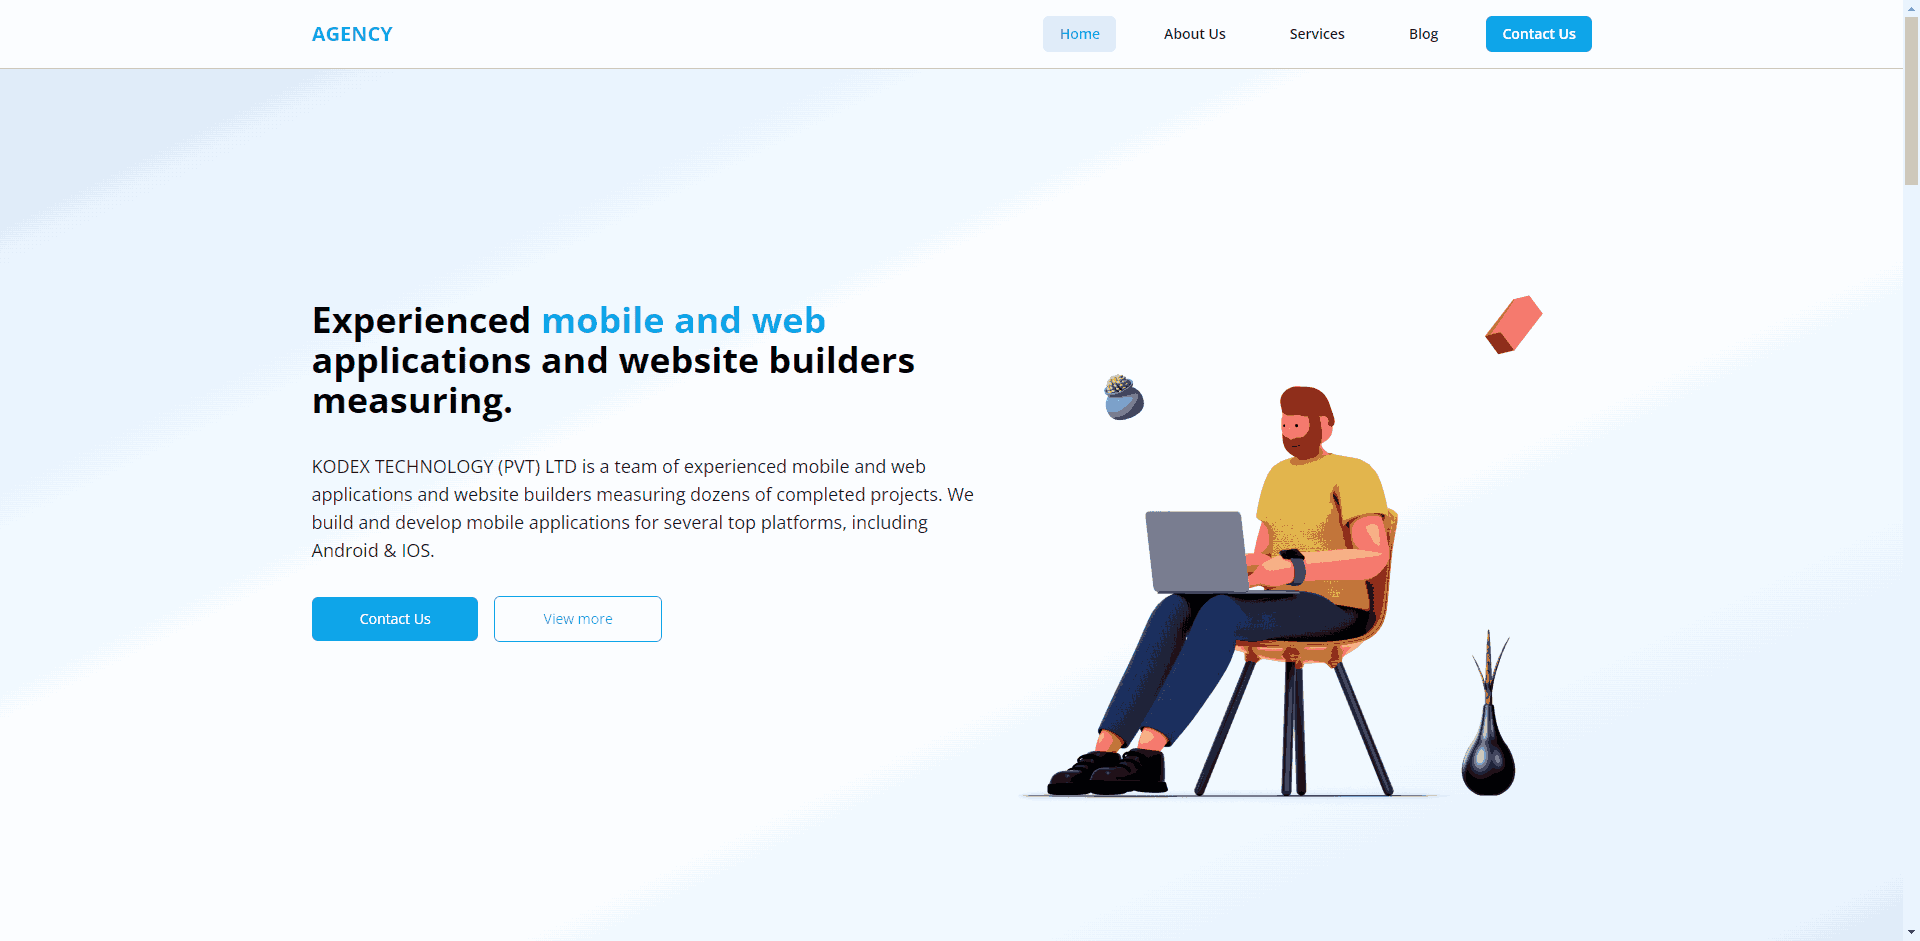 AGENCY
Home
About Us
Services
Blog
Contact Us
Experienced mobile and web
applications and website builders
measuring.
KODEX TECHNOLOGY (PVT) LTD is a team of experienced mobile and web
applications and website builders measuring dozens of completed projects. We
build and develop mobile applications for several top platforms, including
Android & IOS.
Contact Us
View more